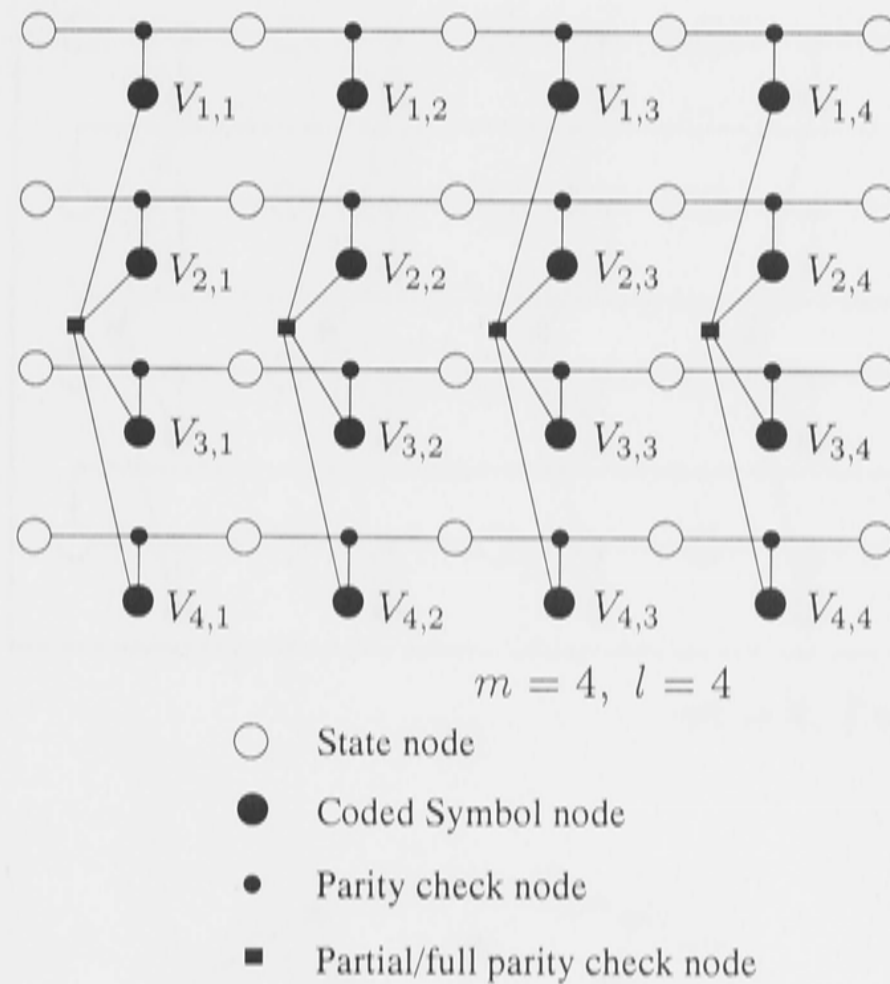 V1,1 V1,2 V1,3 V1,4
V2,1 V2,2 V2,3 V2,4
V3,1 V3,2 V3,3 V3,4
V4,1 V4,2 V4,3 V4,4
m = 4, l = 4
State node
Coded Symbol node
Parity check node
Partial/full parity check node